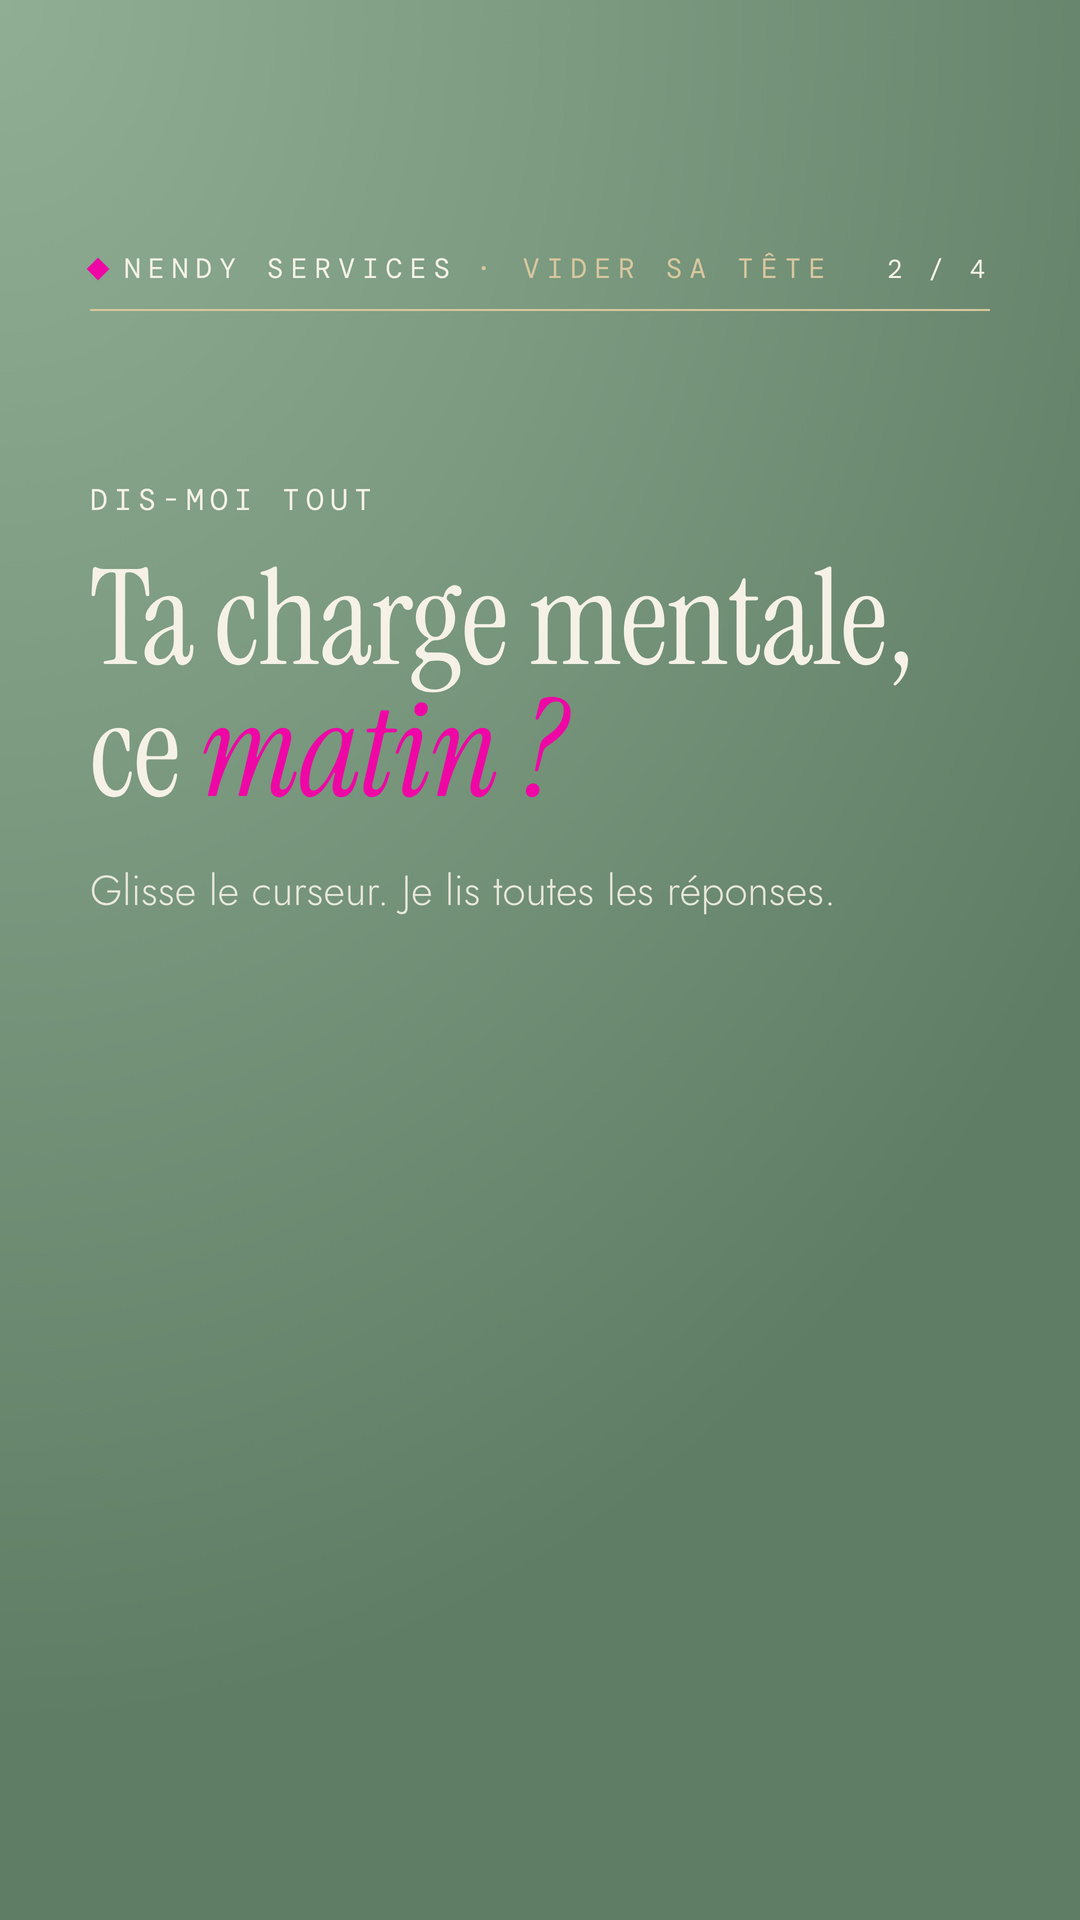 NENDY SERVICES · VIDER SA TÊTE 2 / 4
DIS-MOI TOUT
Ta charge mentale,
ce matin ?
Glisse le curseur. Je lis toutes les réponses.